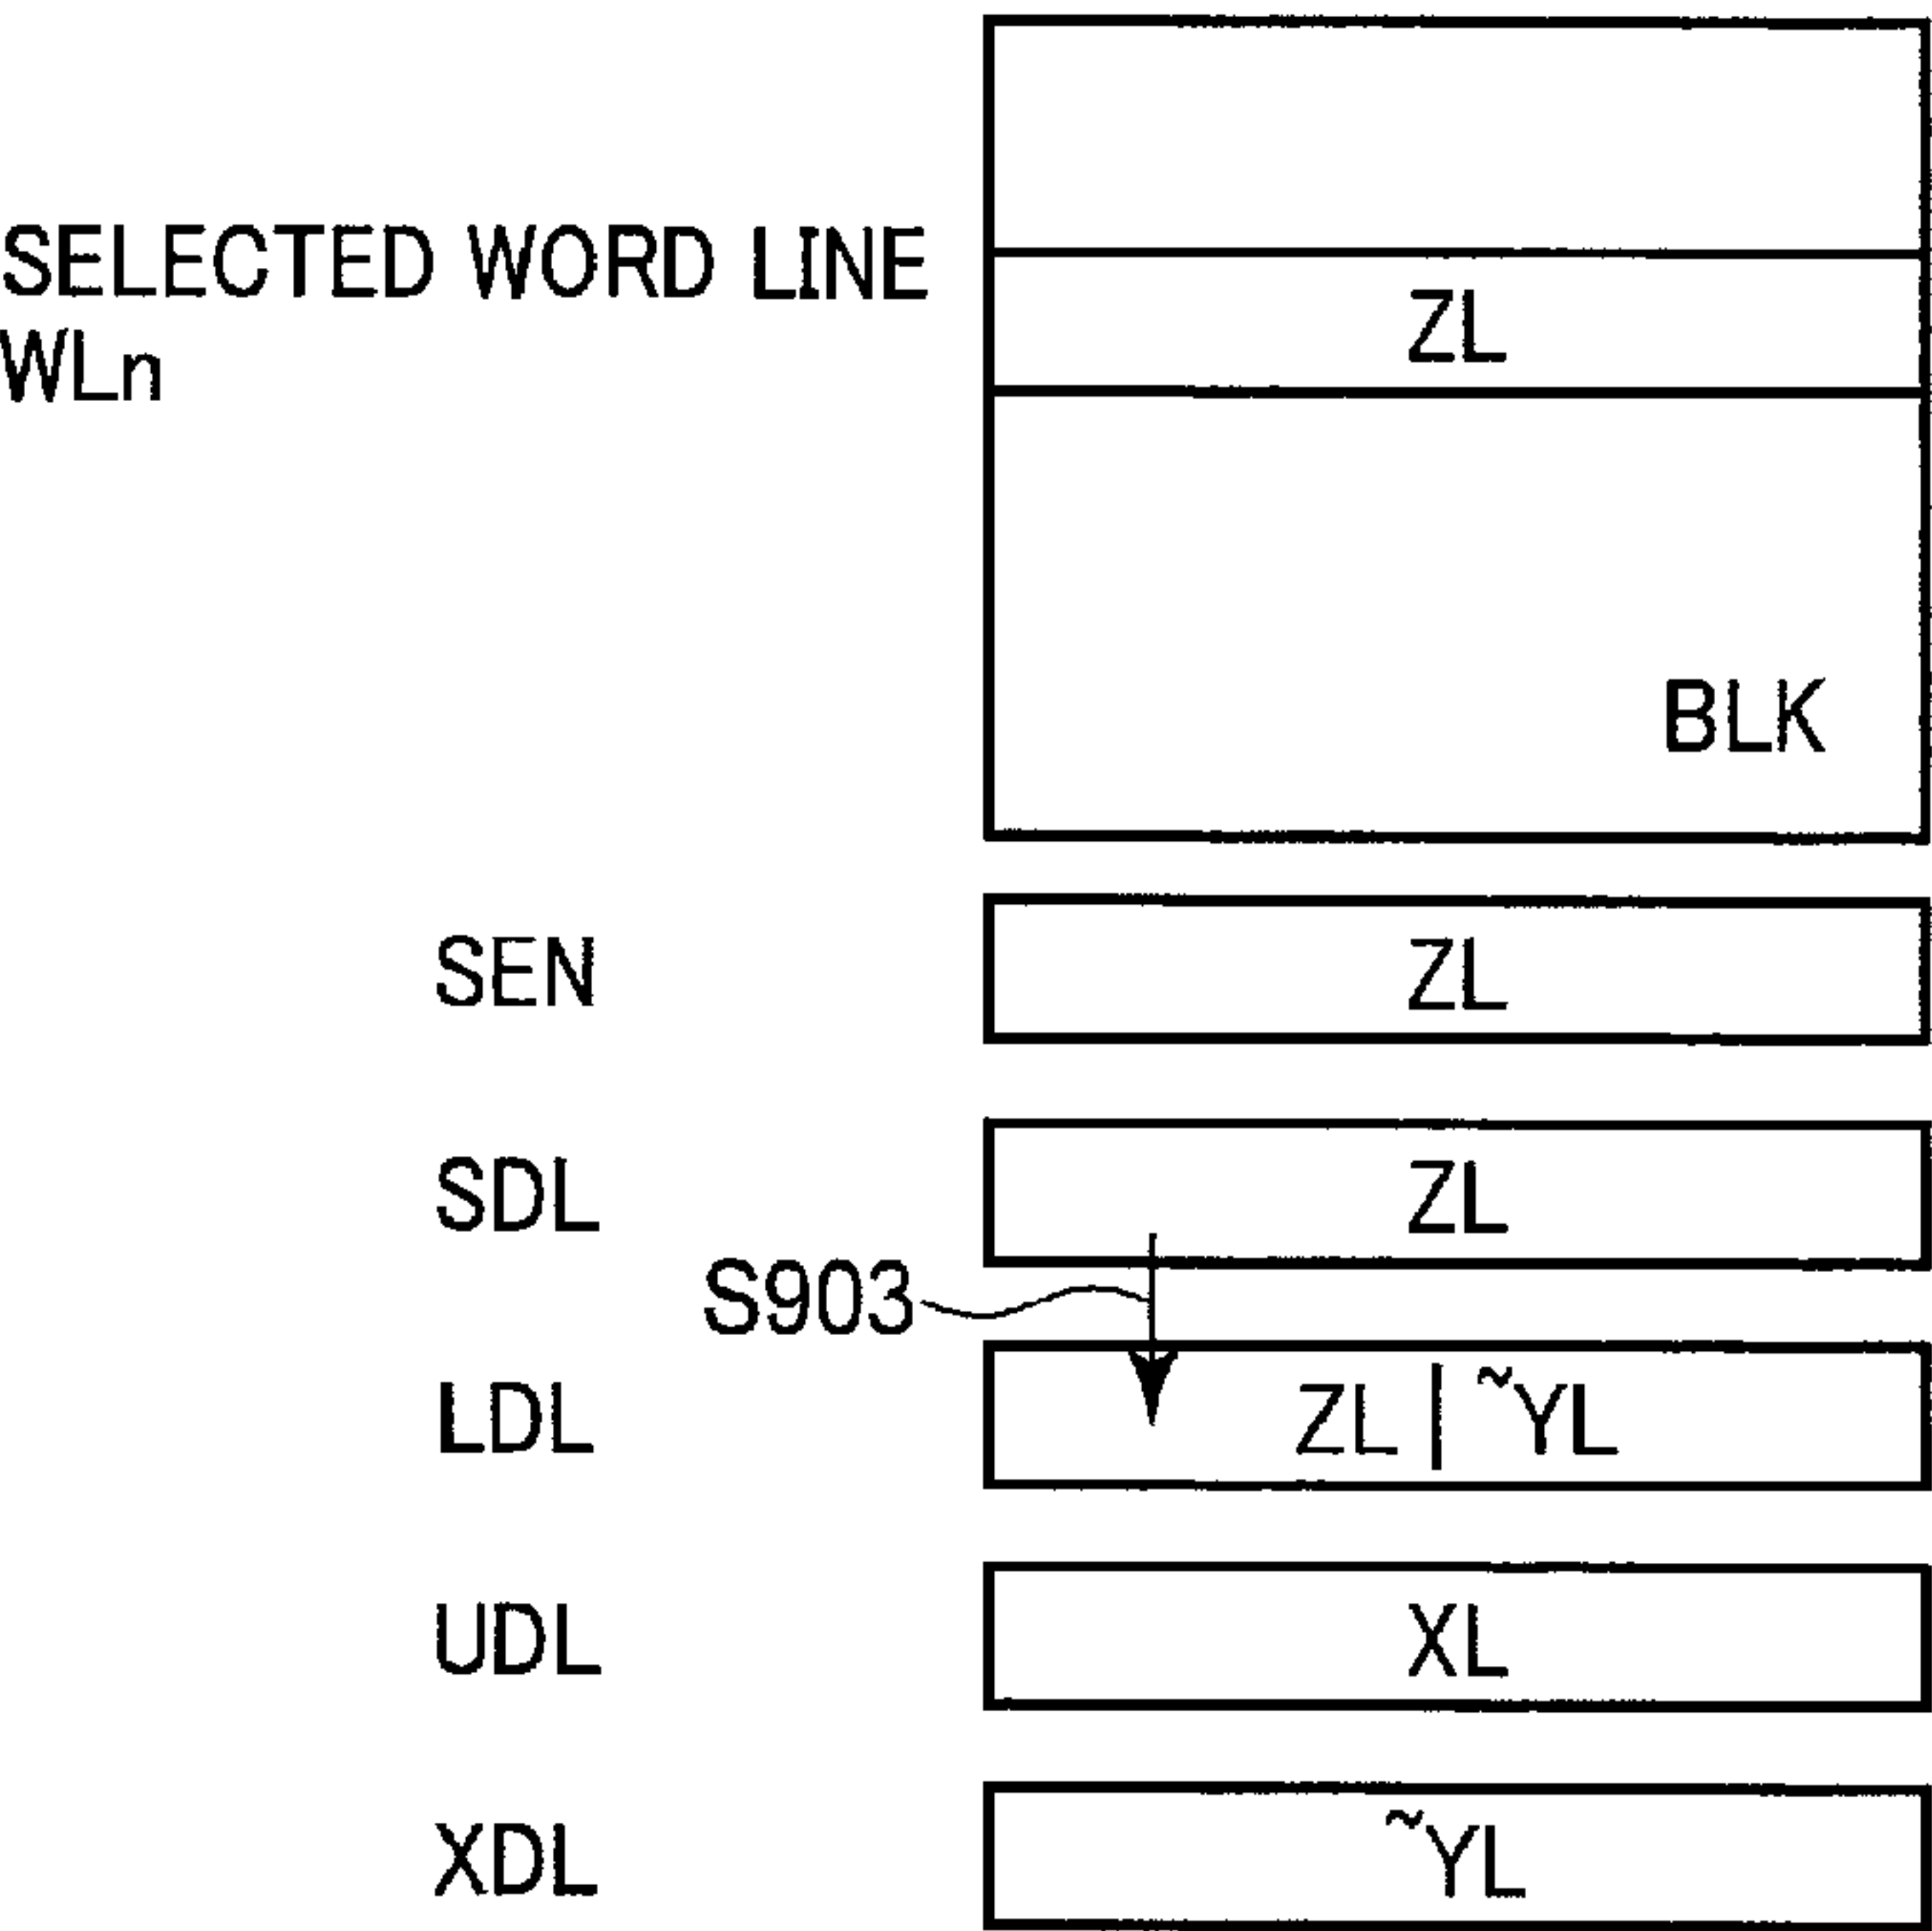 SELECTED WORD LINE
WLn
ZL
BLK
SEN ZL
SDL ZL
S903
LDL ZL | ~YL
UDL XL
XDL ~YL